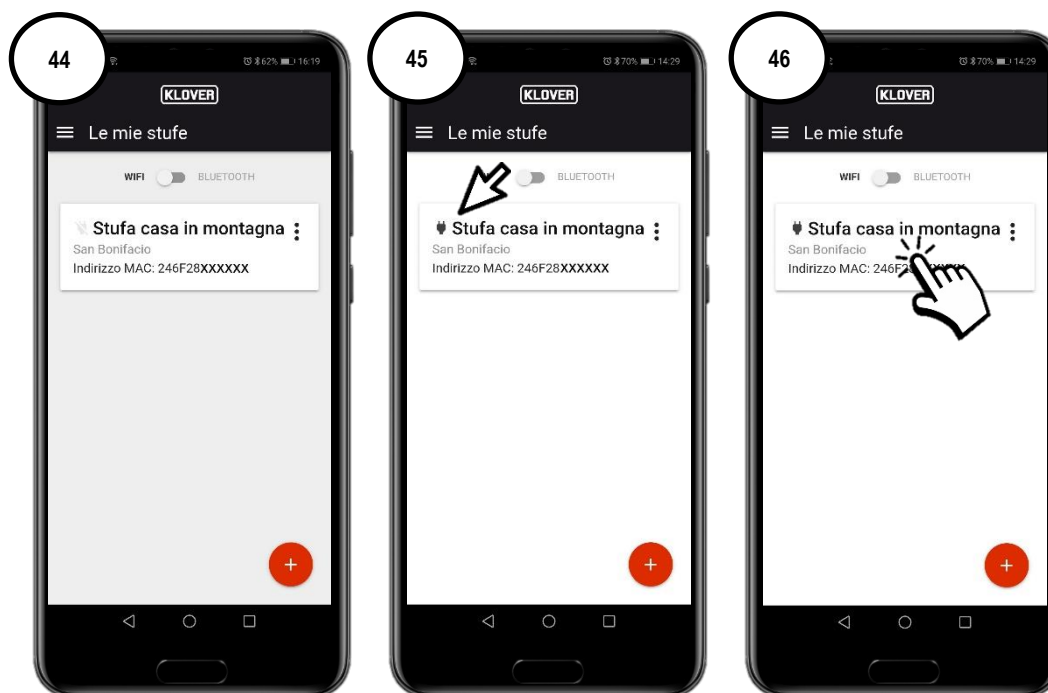 44
62% 16:19
KLOVER
Le mie stufe
WIFI BLUETOOTH
Stufa casa in montagna
San Bonifacio
Indirizzo MAC: 246F28XXXXXX
+
45
70% 14:29
KLOVER
Le mie stufe
BLUETOOTH
Stufa casa in montagna
San Bonifacio
Indirizzo MAC: 246F28XXXXXX
+
46
70% 14:29
KLOVER
Le mie stufe
WIFI BLUETOOTH
Stufa casa in montagna
San Bonifacio
Indirizzo MAC:
+